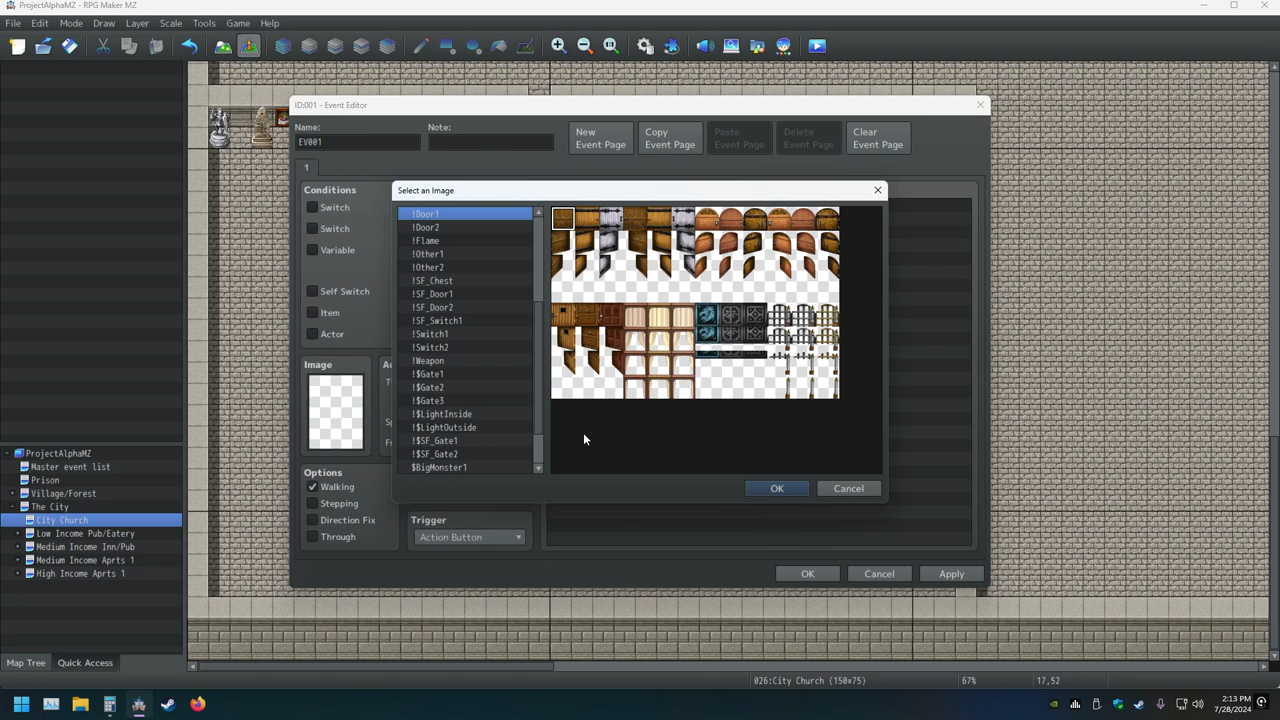 ProjectAlphaMZ - RPG Maker MZ
File Edit Mode Draw Layer Scale Tools Game Help
ID:001 - Event Editor
Name:
Note:
EV001
New
Event Page
Copy
Event Page
Paste
Event Page
Delete
Event Page
Clear
Event Page
1
Conditions
Switch
Switch
Variable
Self Switch
Item
Actor
Image
Au
Options
Walking
Stepping
Direction Fix
Through
Trigger
Action Button
OK
Cancel
Apply
Select an Image
!Door1
!Door2
!Flame
!Other1
!Other2
!SF_Chest
!SF_Door1
!SF_Door2
!SF_Switch1
!Switch1
!Switch2
!Weapon
!$Gate1
!$Gate2
!$Gate3
!$LightInside
!$LightOutside
!$SF_Gate1
!$SF_Gate2
$BigMonster1
OK
Cancel
ProjectAlphaMZ
Master event list
Prison
Village/Forest
The City
City Church
Low Income Pub/Eatery
Medium Income Inn/Pub
Medium Income Aprts 1
High Income Aprts 1
Map Tree
Quick Access
026:City Church (150x75)
67%
17,52
2:13 PM
7/28/2024